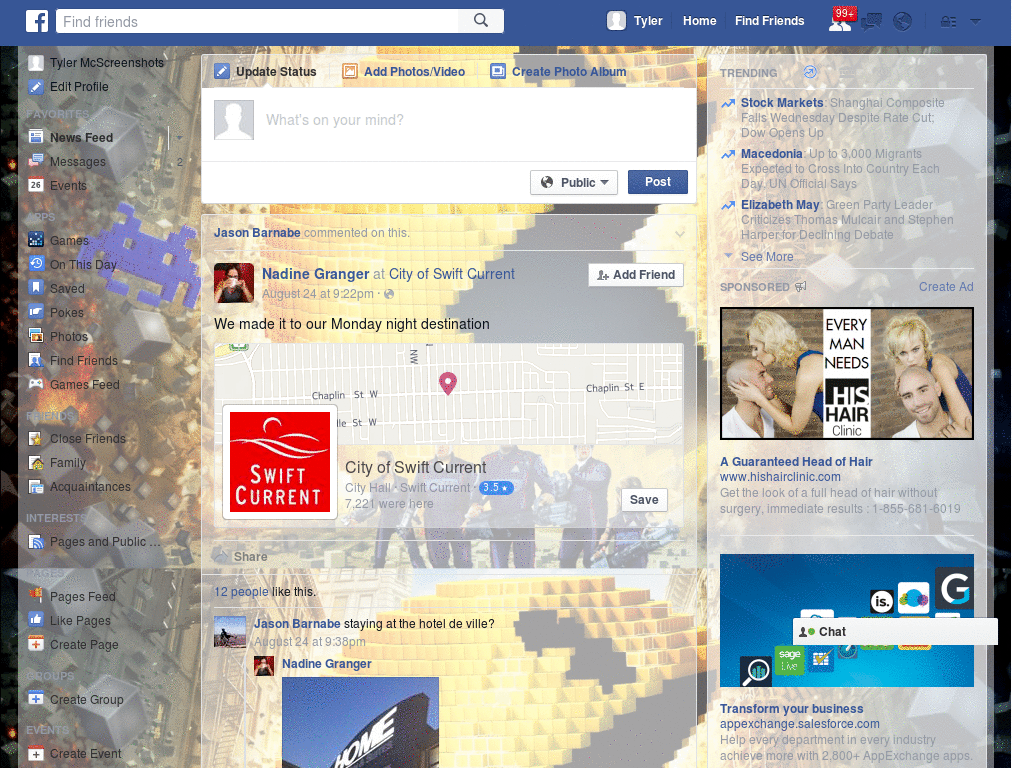 Find friends
Tyler
Home
Find Friends
99+
Tyler McScreenshots
Edit Profile
FAVORITES
News Feed
Messages
2
26
Events
APPS
Games
On This Day
Saved
Pokes
Photos
Find Friends
Games Feed
FRIENDS
Close Friends
Family
Acquaintances
INTERESTS
Pages and Public ...
PAGES
Pages Feed
Like Pages
Create Page
GROUPS
Create Group
EVENTS
Create Event
Update Status
Add Photos/Video
Create Photo Album
What's on your mind?
Public
Post
Jason Barnabe commented on this.
Nadine Granger at City of Swift Current
August 24 at 9:22pm ·
Add Friend
We made it to our Monday night destination
NW
Chaplin St W
Chaplin St E
lle St W
SWIFT
CURRENT
City of Swift Current
City Hall · Swift Current · 3.5 ★
7,221 were here
Save
Share
12 people like this.
Jason Barnabe staying at the hotel de ville?
August 24 at 9:38pm
Nadine Granger
HOME
TRENDING
Stock Markets: Shanghai Composite
Falls Wednesday Despite Rate Cut;
Dow Opens Up
Macedonia: Up to 3,000 Migrants
Expected to Cross Into Country Each
Day, UN Official Says
Elizabeth May: Green Party Leader
Criticizes Thomas Mulcair and Stephen
Harper for Declining Debate
See More
SPONSORED
Create Ad
EVERY
MAN
NEEDS
HIS
HAIR
Clinic
A Guaranteed Head of Hair
www.hishairclinic.com
Get the look of a full head of hair without
surgery, immediate results : 1-855-681-6019
is.
G
Chat
sage
Live
Transform your business
appexchange.salesforce.com
Help every department in every industry
achieve more with 2,800+ AppExchange apps.